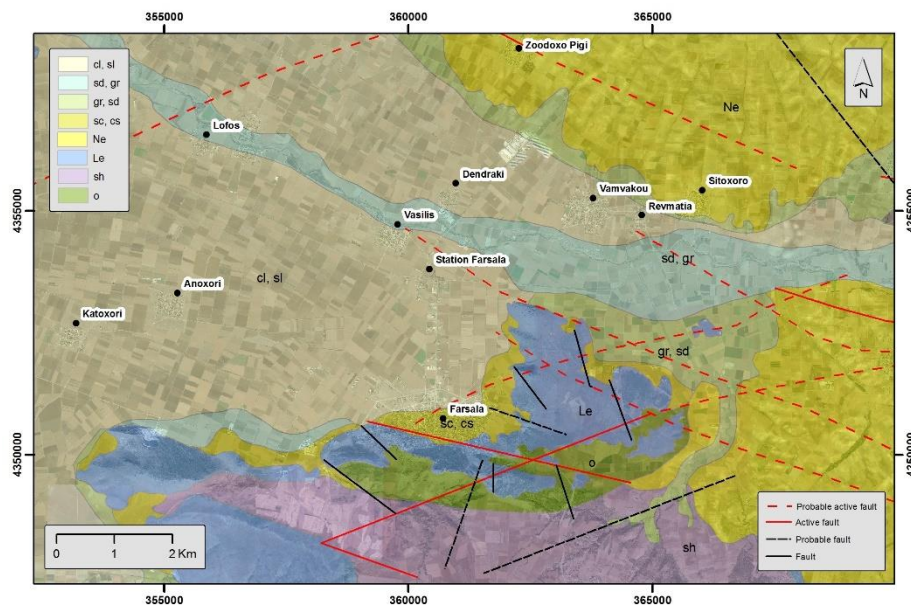 355000
360000
365000
cl, sl
sd, gr
gr, sd
sc, cs
Ne
Le
sh
o
Zoodoxo Pigi
N
Ne
Lofos
Dendraki
Sitoxoro
Vamvakou
4355000
Revmatia
4355000
Vasilis
sd, gr
Station Farsala
cl, sl
Anoxori
Katoxori
gr, sd
Farsala
Le
sc, cs
4350000
o
4350000
Probable active fault
Active fault
Probable fault
Fault
0 1 2 Km
sh
355000
360000
365000